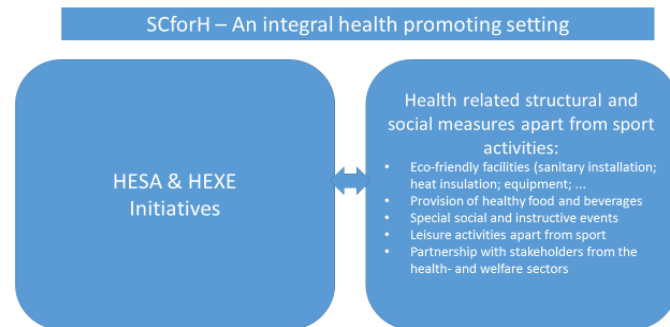 SCforH – An integral health promoting setting
HESA & HEXE
Initiatives
Health related structural and
social measures apart from sport
activities:
• Eco-friendly facilities (sanitary installation;
heat insulation; equipment; ...
• Provision of healthy food and beverages
• Special social and instructive events
• Leisure activities apart from sport
• Partnership with stakeholders from the
health- and welfare sectors